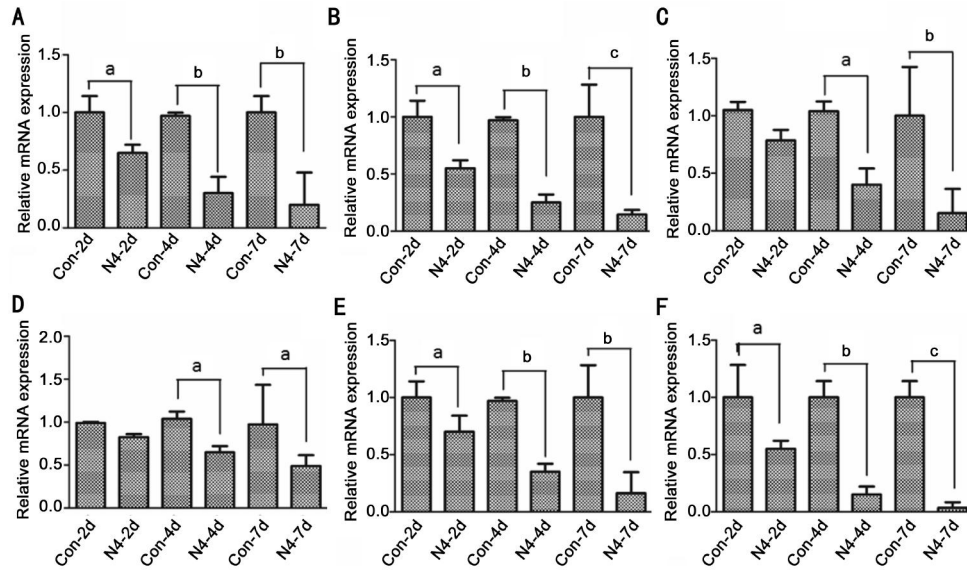 A
Relative mRNA expression
1.5
1.0
0.5
0.0
a
b
b
Con-2d
N4-2d
Con-4d
N4-4d
Con-7d
N4-7d
B
Relative mRNA expression
1.5
1.0
0.5
0.0
a
b
c
Con-2d
N4-2d
Con-4d
N4-4d
Con-7d
N4-7d
C
Relative mRNA expression
1.5
1.0
0.5
0.0
a
b
Con-2d
N4-2d
Con-4d
N4-4d
Con-7d
N4-7d
D
Relative mRNA expression
2.0
1.5
1.0
0.5
0.0
a
a
Con-2d
N4-2d
Con-4d
N4-4d
Con-7d
N4-7d
E
Relative mRNA expression
1.5
1.0
0.5
0.0
a
b
b
Con-2d
N4-2d
Con-4d
N4-4d
Con-7d
N4-7d
F
Relative mRNA expression
1.5
1.0
0.5
0.0
a
b
c
Con-2d
N4-2d
Con-4d
N4-4d
Con-7d
N4-7d